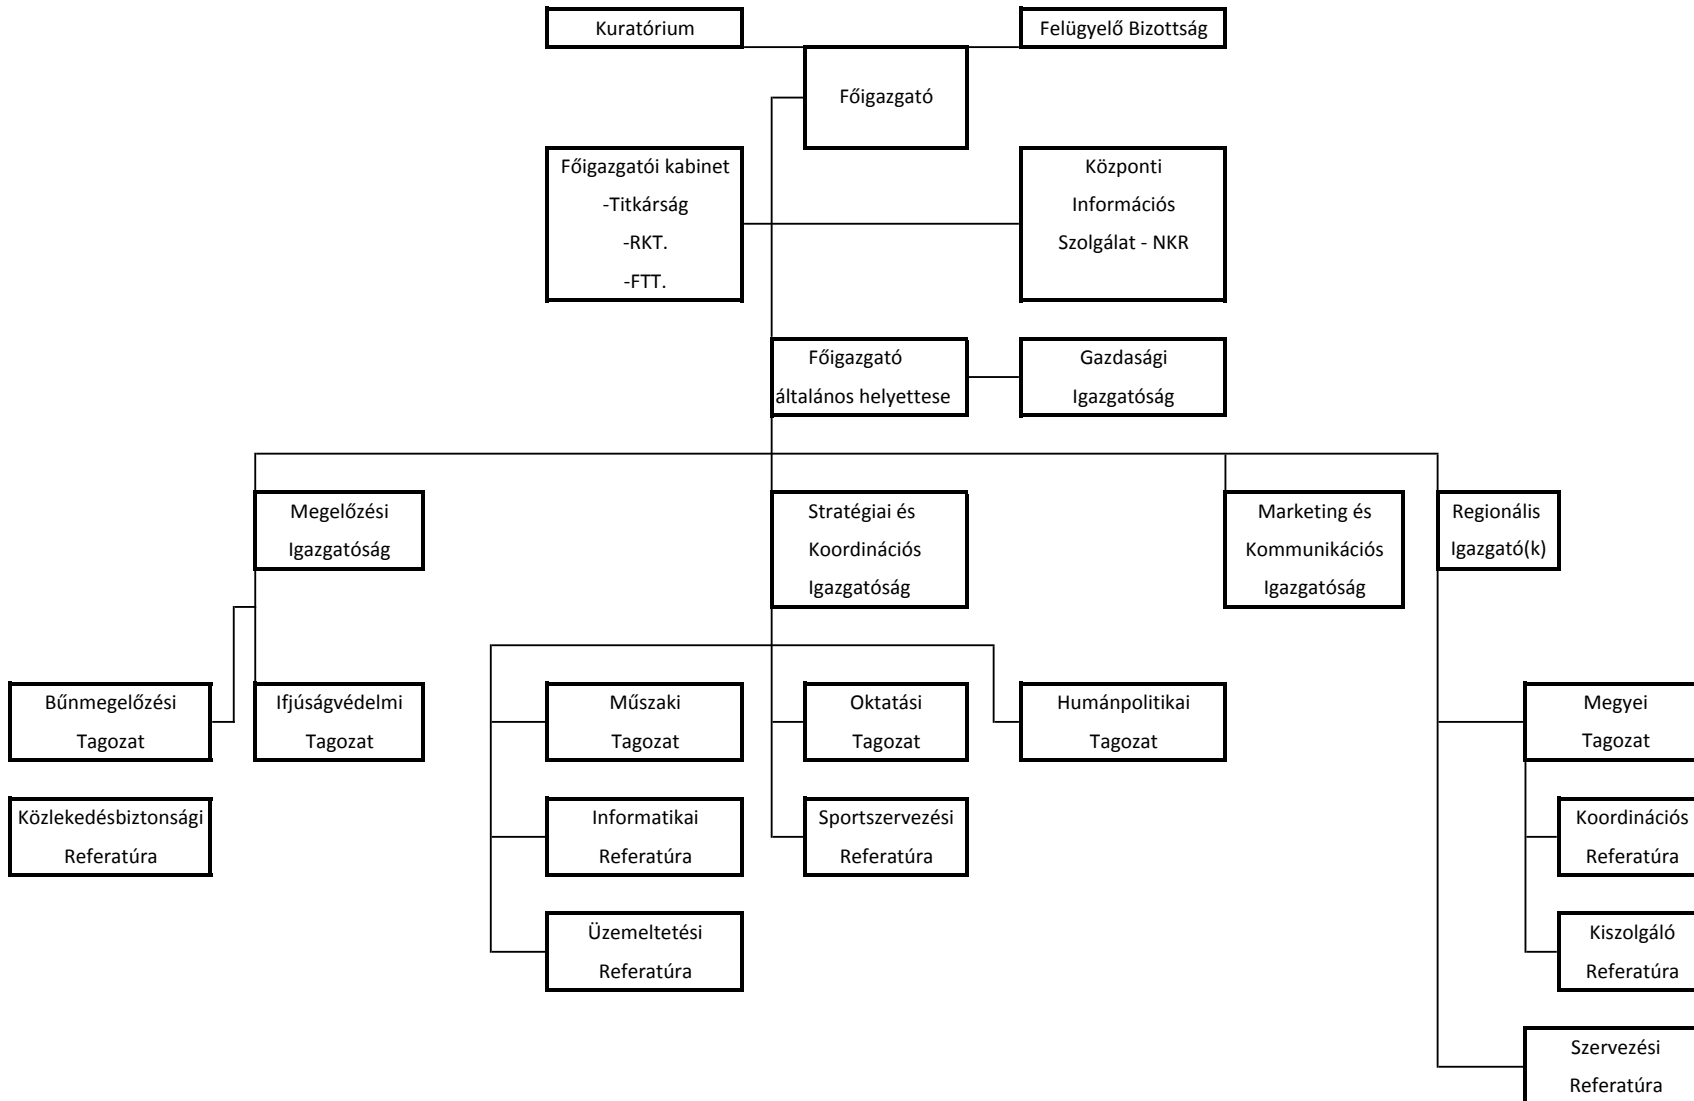 Kuratórium
Felügyelő Bizottság
Főigazgató
Főigazgatói kabinet
-Titkárság
-RKT.
-FTT.
Központi
Információs
Szolgálat - NKR
Főigazgató
általános helyettese
Gazdasági
Igazgatóság
Megelőzési
Igazgatóság
Stratégiai és
Koordinációs
Igazgatóság
Marketing és
Kommunikációs
Igazgatóság
Regionális
Igazgató(k)
Bűnmegelőzési
Tagozat
Ifjúságvédelmi
Tagozat
Műszaki
Tagozat
Oktatási
Tagozat
Humánpolitikai
Tagozat
Megyei
Tagozat
Közlekedésbiztonsági
Referatúra
Informatikai
Referatúra
Sportszervezési
Referatúra
Koordinációs
Referatúra
Üzemeltetési
Referatúra
Kiszolgáló
Referatúra
Szervezési
Referatúra